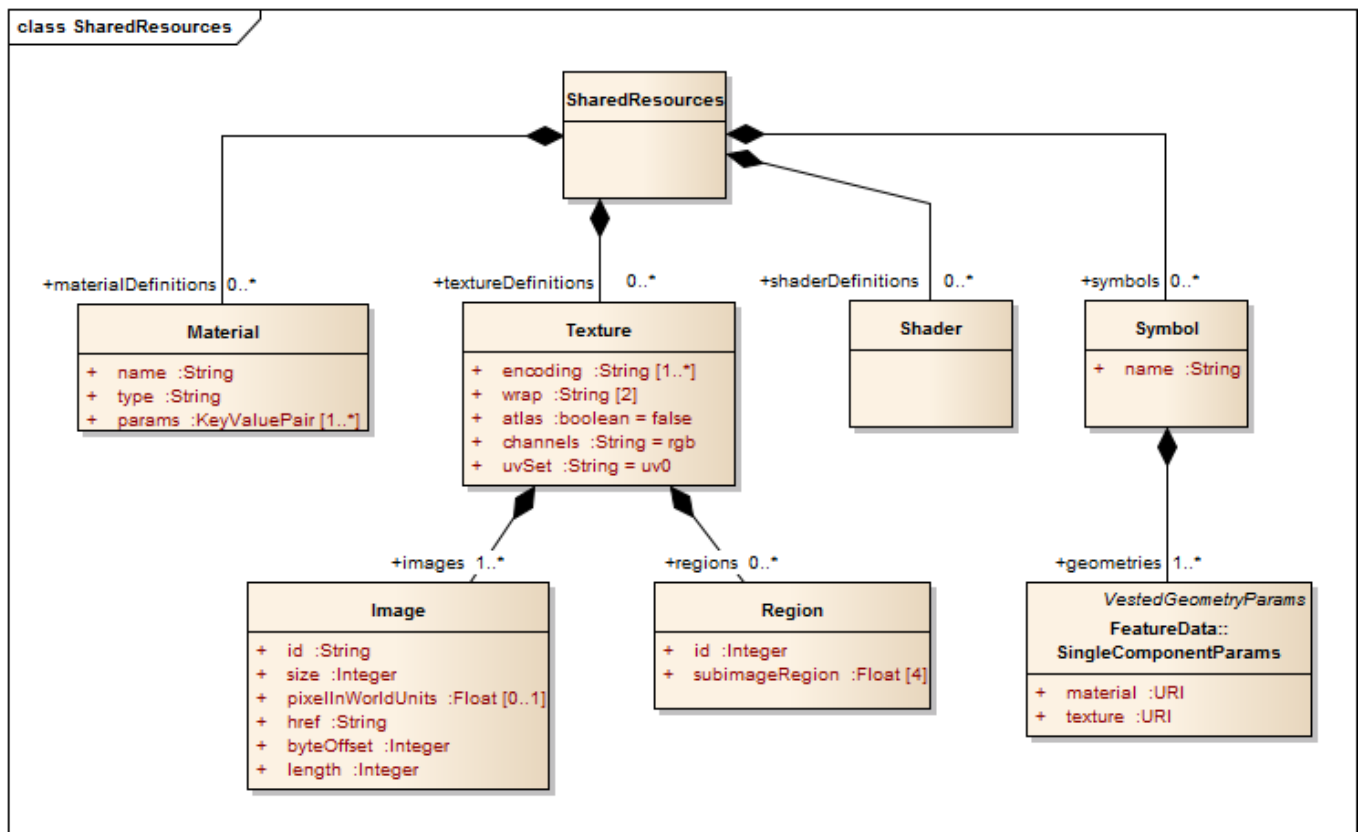 class SharedResources
SharedResources
+materialDefinitions 0..*
+textureDefinitions 0..*
+shaderDefinitions 0..*
+symbols 0..*
Material
+ name :String
+ type :String
+ params :KeyValuePair [1..*]
Texture
+ encoding :String [1..*]
+ wrap :String [2]
+ atlas :boolean = false
+ channels :String = rgb
+ uvSet :String = uv0
Shader
Symbol
+ name :String
+images 1..*
+regions 0..*
+geometries 1..*
Image
+ id :String
+ size :Integer
+ pixelInWorldUnits :Float [0..1]
+ href :String
+ byteOffset :Integer
+ length :Integer
Region
+ id :Integer
+ subimageRegion :Float [4]
VestedGeometryParams
FeatureData::
SingleComponentParams
+ material :URI
+ texture :URI